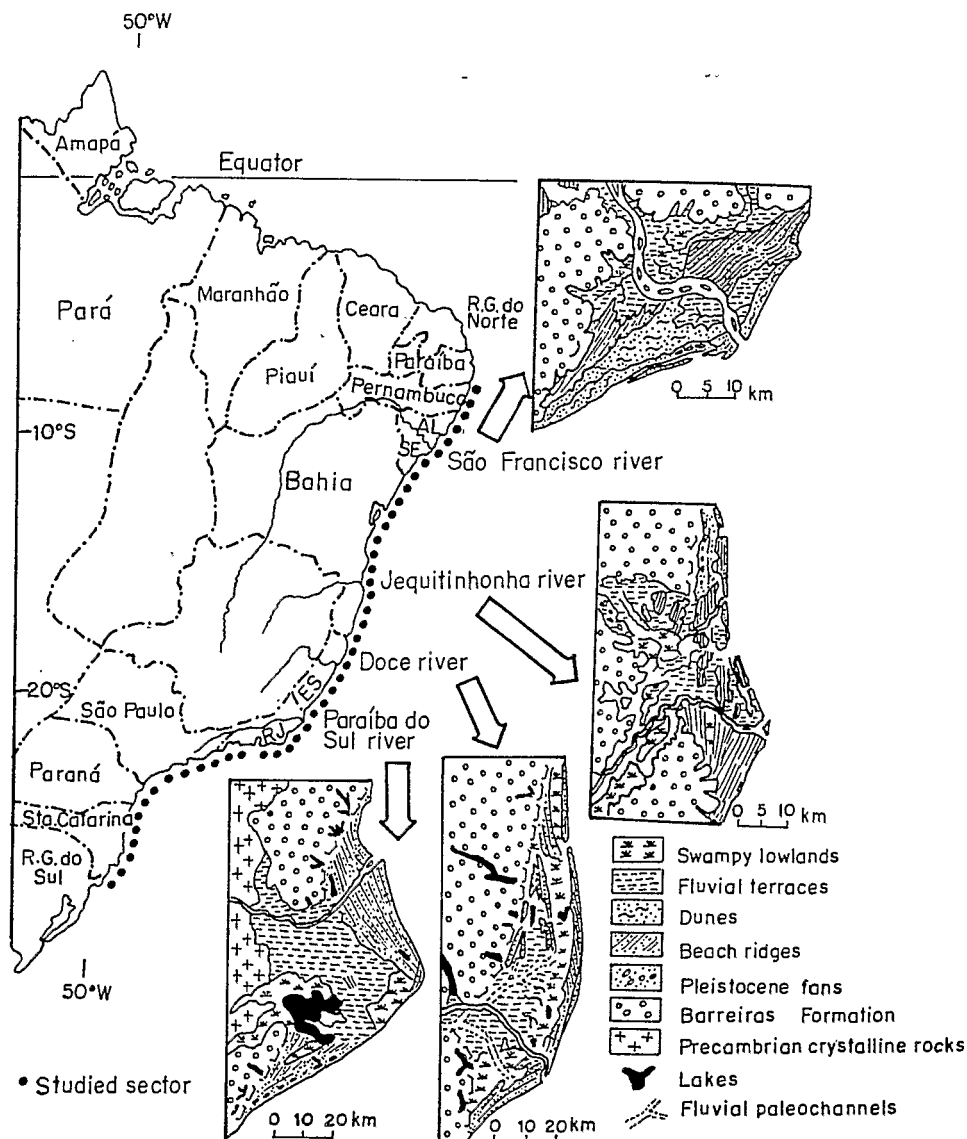 50°W
Amapá
Equator
Pará
Maranhão
Ceara
R.G. do
Norte
Paraíba
Piauí
Pernambuco
0 5 10
km
10°S
AL
SE
São Francisco river
Bahia
Jequitinhonha river
Doce river
20°S
ES
São Paulo
RJ
Paraíba do
Sul river
Paraná
0 5 10
km
Sta. Catarina
R.G. do
Sul
Swampy lowlands
Fluvial terraces
Dunes
Beach ridges
50°W
Pleistocene fans
Barreiras Formation
Precambrian crystalline rocks
• Studied sector
Lakes
Fluvial paleochannels
0 10 20 km
0 10 20 km